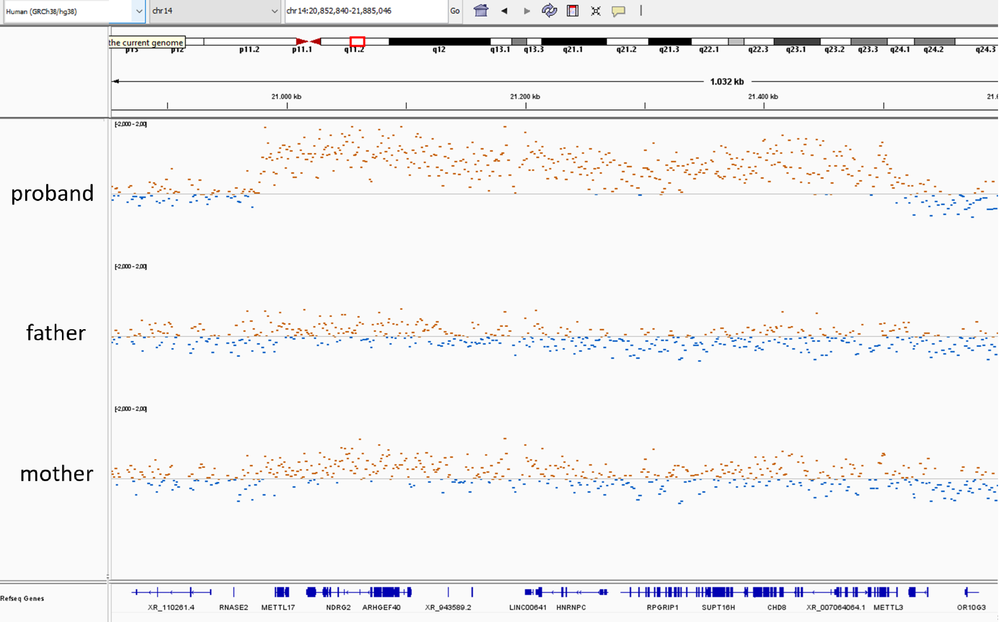 Human (GRCh38/hg38) chr14 chr14:20,852,840-21,885,046 Go
the current genome
p13 p12 p11.2 p11.1 q11.2 q12 q13.1 q13.3 q21.1 q21.2 q21.3 q22.1 q22.3 q23.1 q23.2 q23.3 q24.1 q24.2 q24.3
1.032 kb
21.000 kb 21.200 kb 21.400 kb 21.6
[-2,000 - 2,00]
proband
[-2,000 - 2,00]
father
[-2,000 - 2,00]
mother
Refseq Genes
XR_110261.4 RNASE2 METTL17 NDRG2 ARHGEF40 XR_943589.2 LINC00641 HNRNPC RPGRIP1 SUPT16H CHD8 XR_007064064.1 METTL3 OR10G3